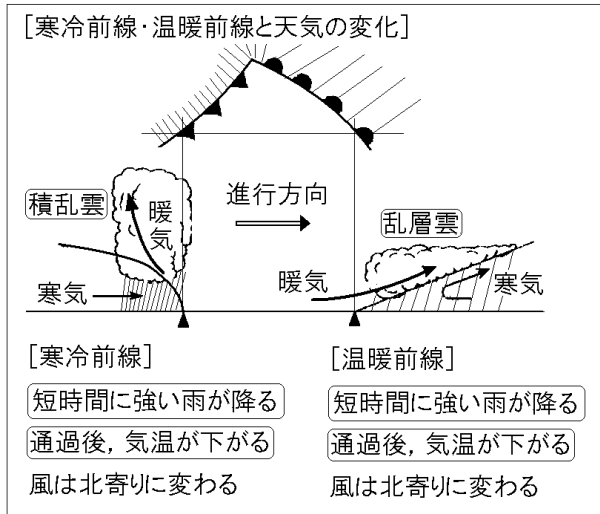 [寒冷前線・温暖前線と天気の変化]
進行方向
積乱雲
暖気
乱層雲
寒気
暖気
寒気
[寒冷前線]
短時間に強い雨が降る
通過後，気温が下がる
風は北寄りに変わる
[温暖前線]
短時間に強い雨が降る
通過後，気温が下がる
風は北寄りに変わる